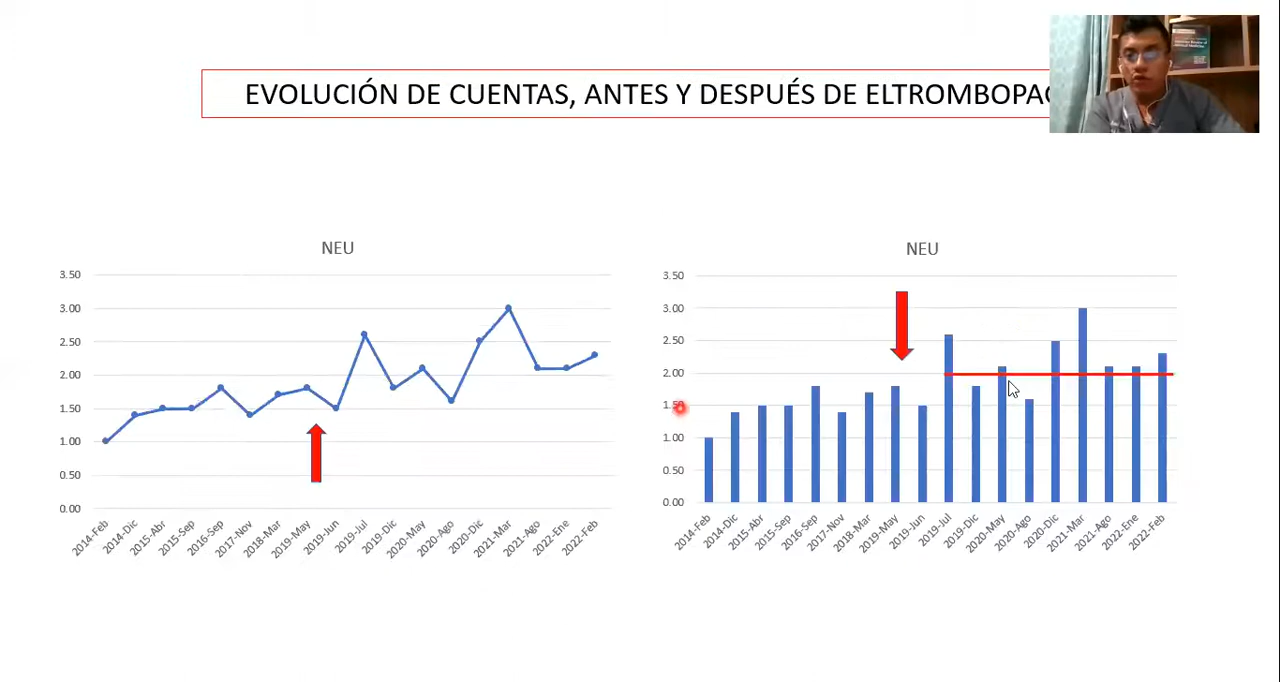 EVOLUCIÓN DE CUENTAS, ANTES Y DESPUÉS DE ELTROMBOPAG
NEU
3.50
3.00
2.50
2.00
1.50
1.00
0.50
0.00
2014-Feb
2014-Dic
2015-Abr
2015-Sep
2016-Sep
2017-Nov
2018-Mar
2019-May
2019-Jun
2019-Jul
2019-Dic
2020-May
2020-Ago
2020-Dic
2021-Mar
2021-Ago
2022-Ene
2022-Feb
NEU
3.50
3.00
2.50
2.00
1.50
1.00
0.50
0.00
2014-Feb
2014-Dic
2015-Abr
2015-Sep
2016-Sep
2017-Nov
2018-Mar
2019-May
2019-Jun
2019-Jul
2019-Dic
2020-May
2020-Ago
2020-Dic
2021-Mar
2021-Ago
2022-Ene
2022-Feb